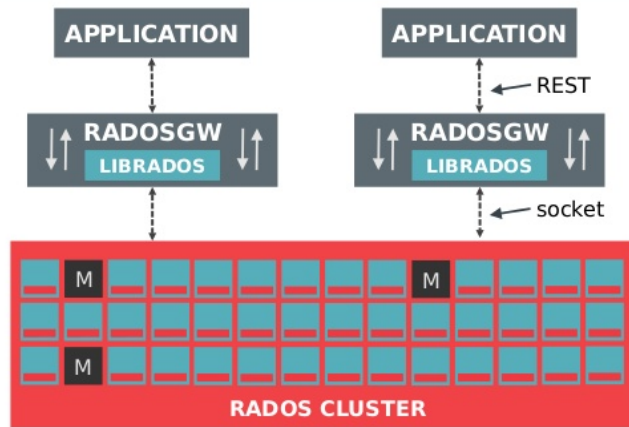 APPLICATION
APPLICATION
REST
RADOSGW
RADOSGW
LIBRADOS
LIBRADOS
socket
M
M
M
RADOS CLUSTER